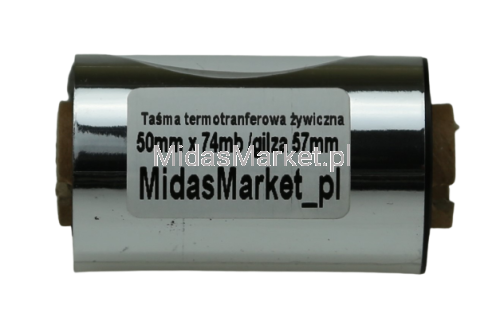 Taśma termotranferowa żywiczna
50mm x 74mb /gilza 57mm
MidasMarket.pl
MidasMarket_pl